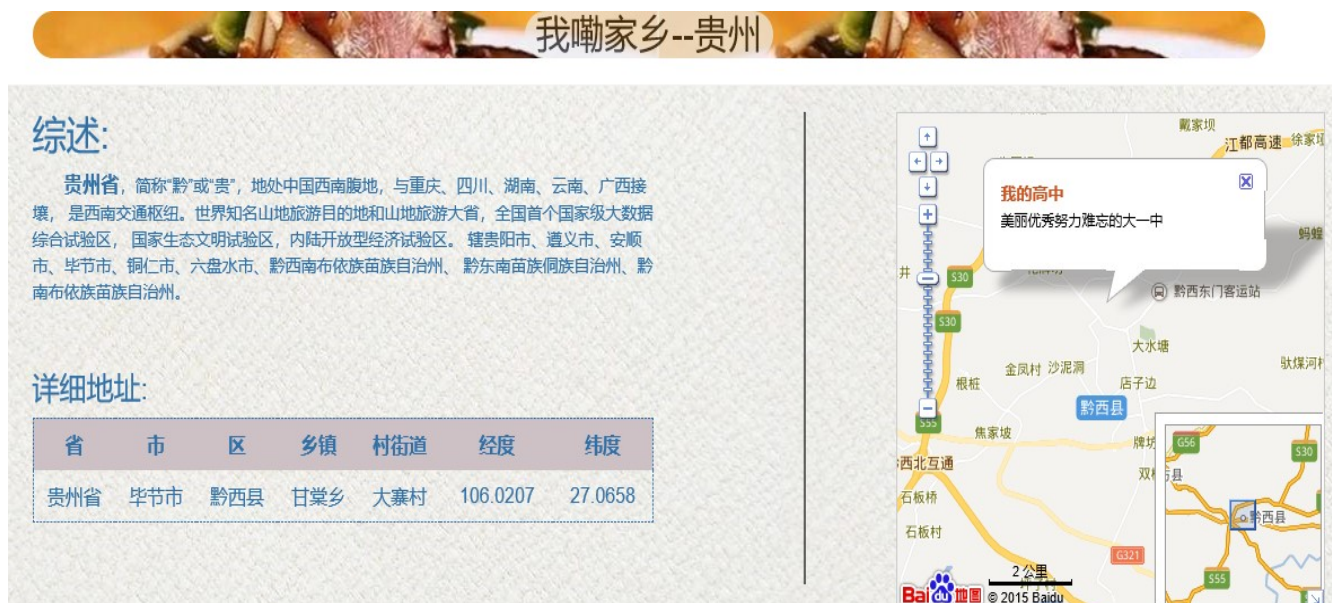 我嘞家乡--贵州
综述:
贵州省，简称“黔”或“贵”，地处中国西南腹地，与重庆、四川、湖南、云南、广西接
壤， 是西南交通枢纽。世界知名山地旅游目的地和山地旅游大省，全国首个国家级大数据
综合试验区， 国家生态文明试验区，内陆开放型经济试验区。 辖贵阳市、遵义市、安顺
市、毕节市、铜仁市、六盘水市、黔西南布依族苗族自治州、 黔东南苗族侗族自治州、黔
南布依族苗族自治州。
详细地址:
省 市 区 乡镇 村街道 经度 纬度
贵州省 毕节市 黔西县 甘棠乡 大寨村 106.0207 27.0658
戴家坝
江都高速 徐家垭
我的高中
美丽优秀努力难忘的大一中
井
S30
黔西东门客运站
S30
大水塘
金凤村 沙泥洞
驮煤河村
根桩
店子边
黔西县
S55
焦家坡
牌坊
G56
S30
西北互通
石板桥
黔西县
石板村
G321
S55
2 公里
Bai du 地图 © 2015 Baidu